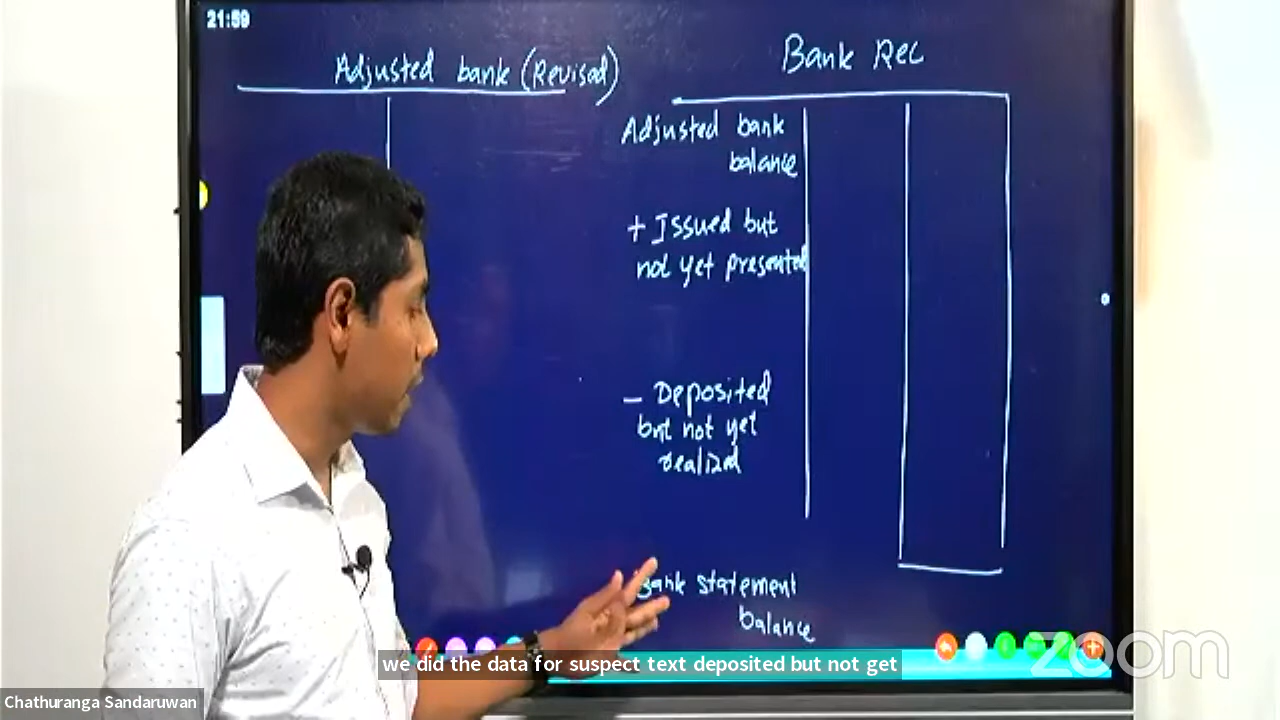 21:59
Adjusted bank (Revised)
Bank Rec
Adjusted bank
balance
+ Issued but
not yet presented
- Deposited
but not yet
realized
Bank statement
balance
zoom
we did the data for suspect text deposited but not get
Chathuranga Sandaruwan